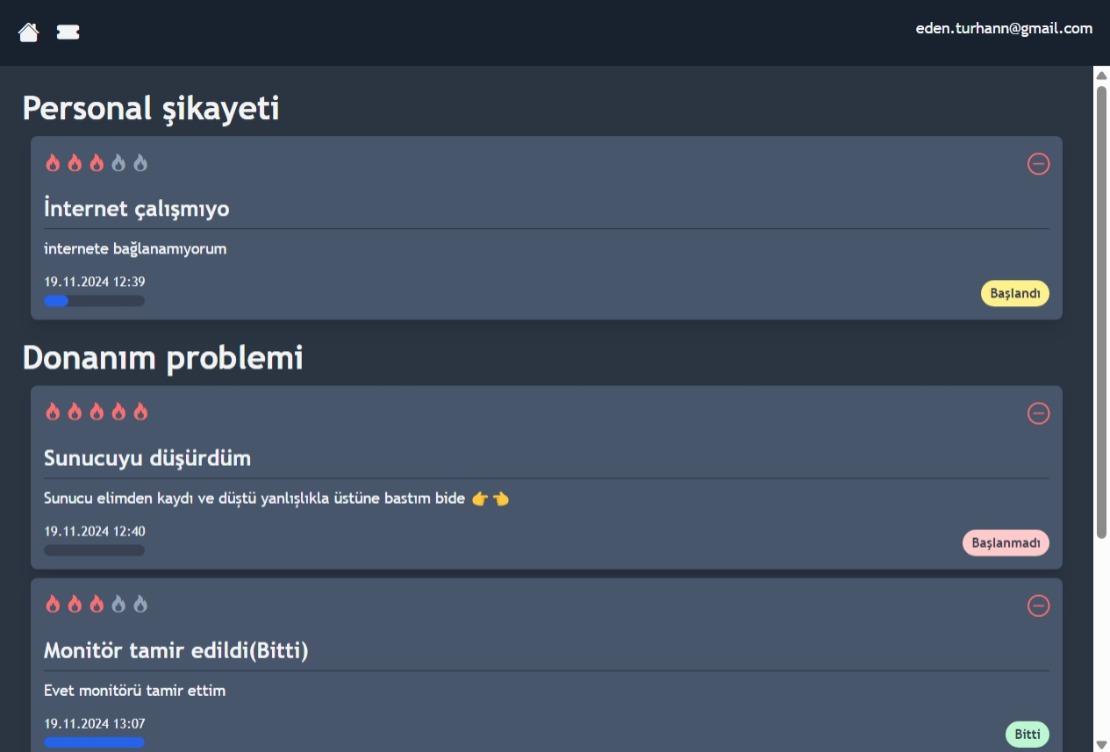 eden.turhann@gmail.com
Personal şikayeti
İnternet çalışmıyo
internete bağlanamıyorum
19.11.2024 12:39
Başlandı
Donanım problemi
Sunucuyu düşürdüm
Sunucu elimden kaydı ve düştü yanlışlıkla üstüne bastım bide 👉👈
19.11.2024 12:40
Başlanmadı
Monitör tamir edildi(Bitti)
Evet monitörü tamir ettim
19.11.2024 13:07
Bitti